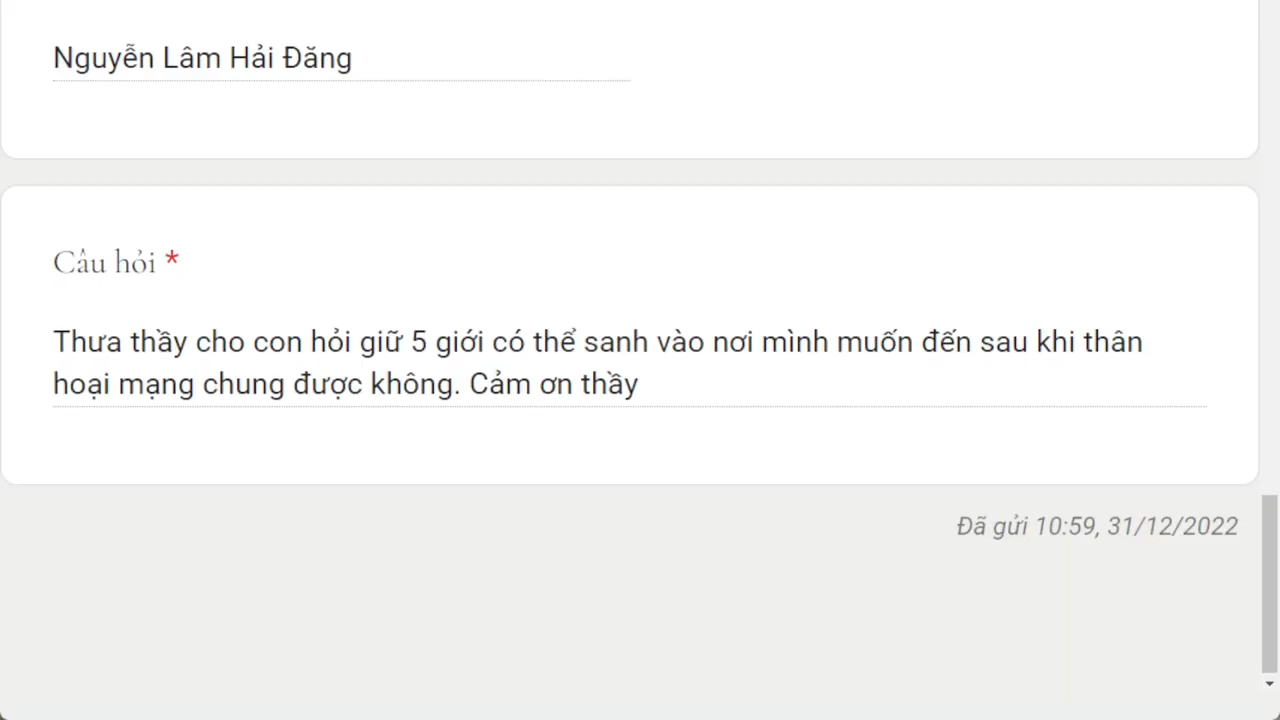 Nguyễn Lâm Hải Đăng
Câu hỏi *
Thưa thầy cho con hỏi giữ 5 giới có thể sanh vào nơi mình muốn đến sau khi thân
hoại mạng chung được không. Cảm ơn thầy
Đã gửi 10:59, 31/12/2022